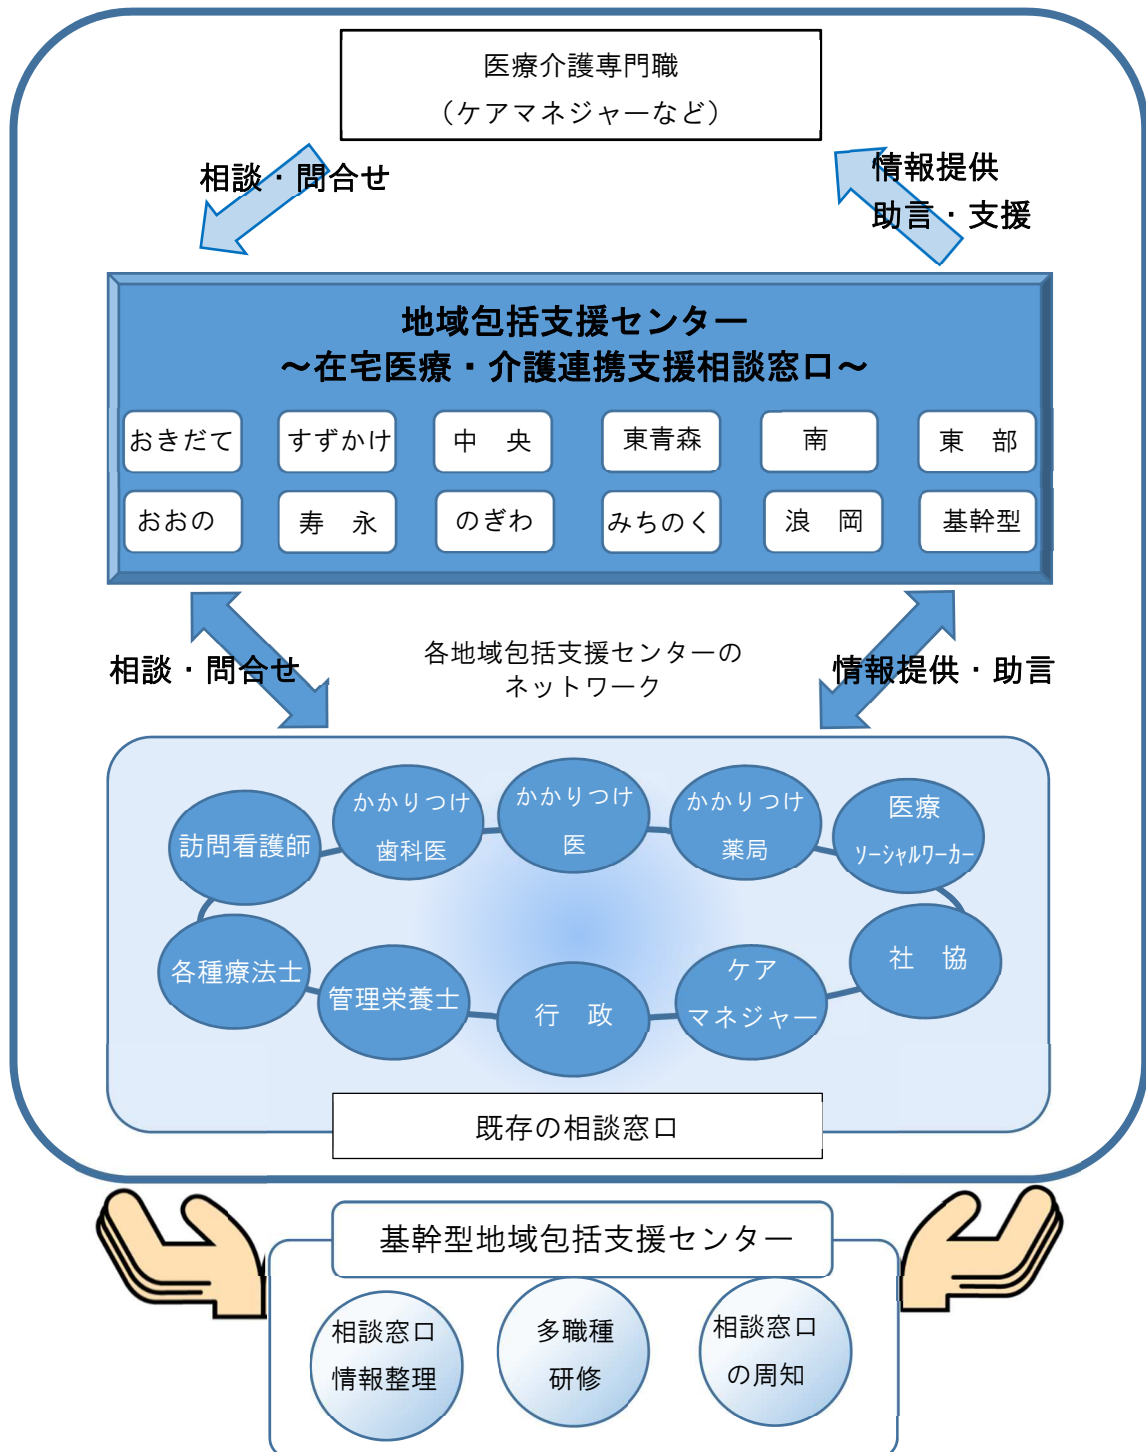 医療介護専門職
（ケアマネジャーなど）
相談・問合せ
情報提供
助言・支援
地域包括支援センター
～在宅医療・介護連携支援相談窓口～
おきだて
すずかけ
中　央
東青森
南
東　部
おおの
寿　永
のぎわ
みちのく
浪　岡
基幹型
相談・問合せ
各地域包括支援センターの
ネットワーク
情報提供・助言
訪問看護師
かかりつけ
歯科医
かかりつけ
医
かかりつけ
薬局
医療
ｿｰｼｬﾙﾜｰｶｰ
各種療法士
管理栄養士
行　政
ケア
マネジャー
社　協
既存の相談窓口
基幹型地域包括支援センター
相談窓口
情報整理
多職種
研修
相談窓口
の周知